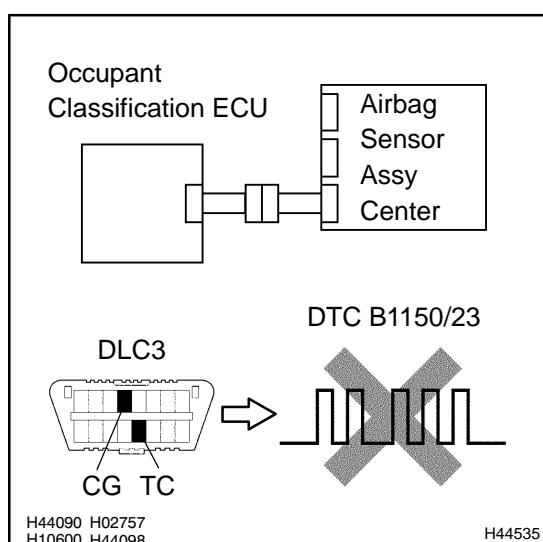 Occupant
Classification ECU
Airbag
Sensor
Assy
Center
DTC B1150/23
DLC3
CG TC
H44090 H02757
H10600 H44098
H44535